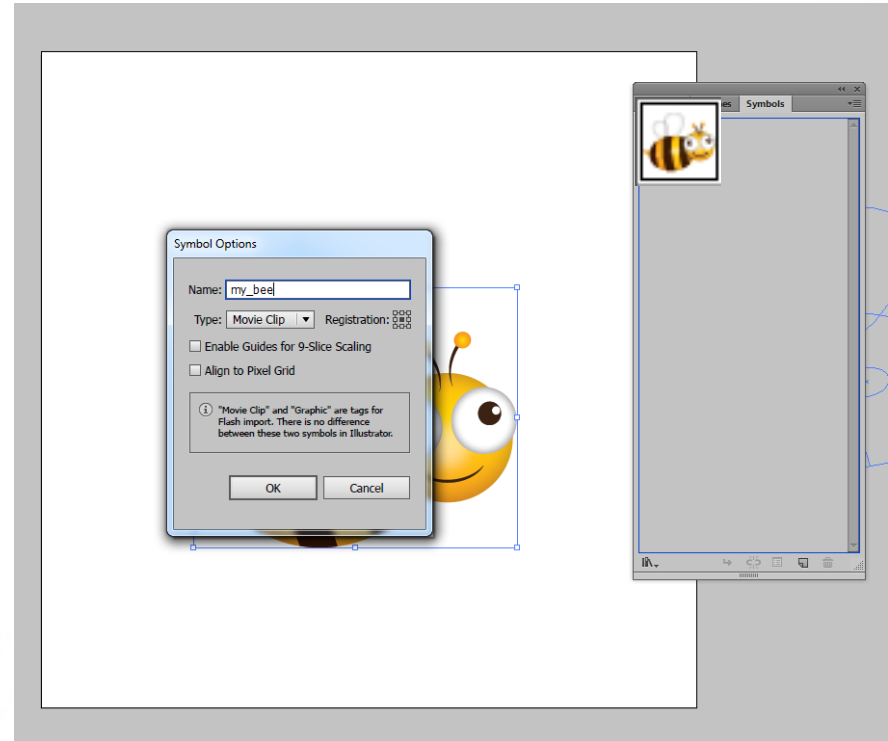 Symbols
Symbol Options
Name: my_bee
Type: Movie Clip Registration:
Enable Guides for 9-Slice Scaling
Align to Pixel Grid
"Movie Clip" and "Graphic" are tags for
Flash import. There is no difference
between these two symbols in Illustrator.
OK Cancel